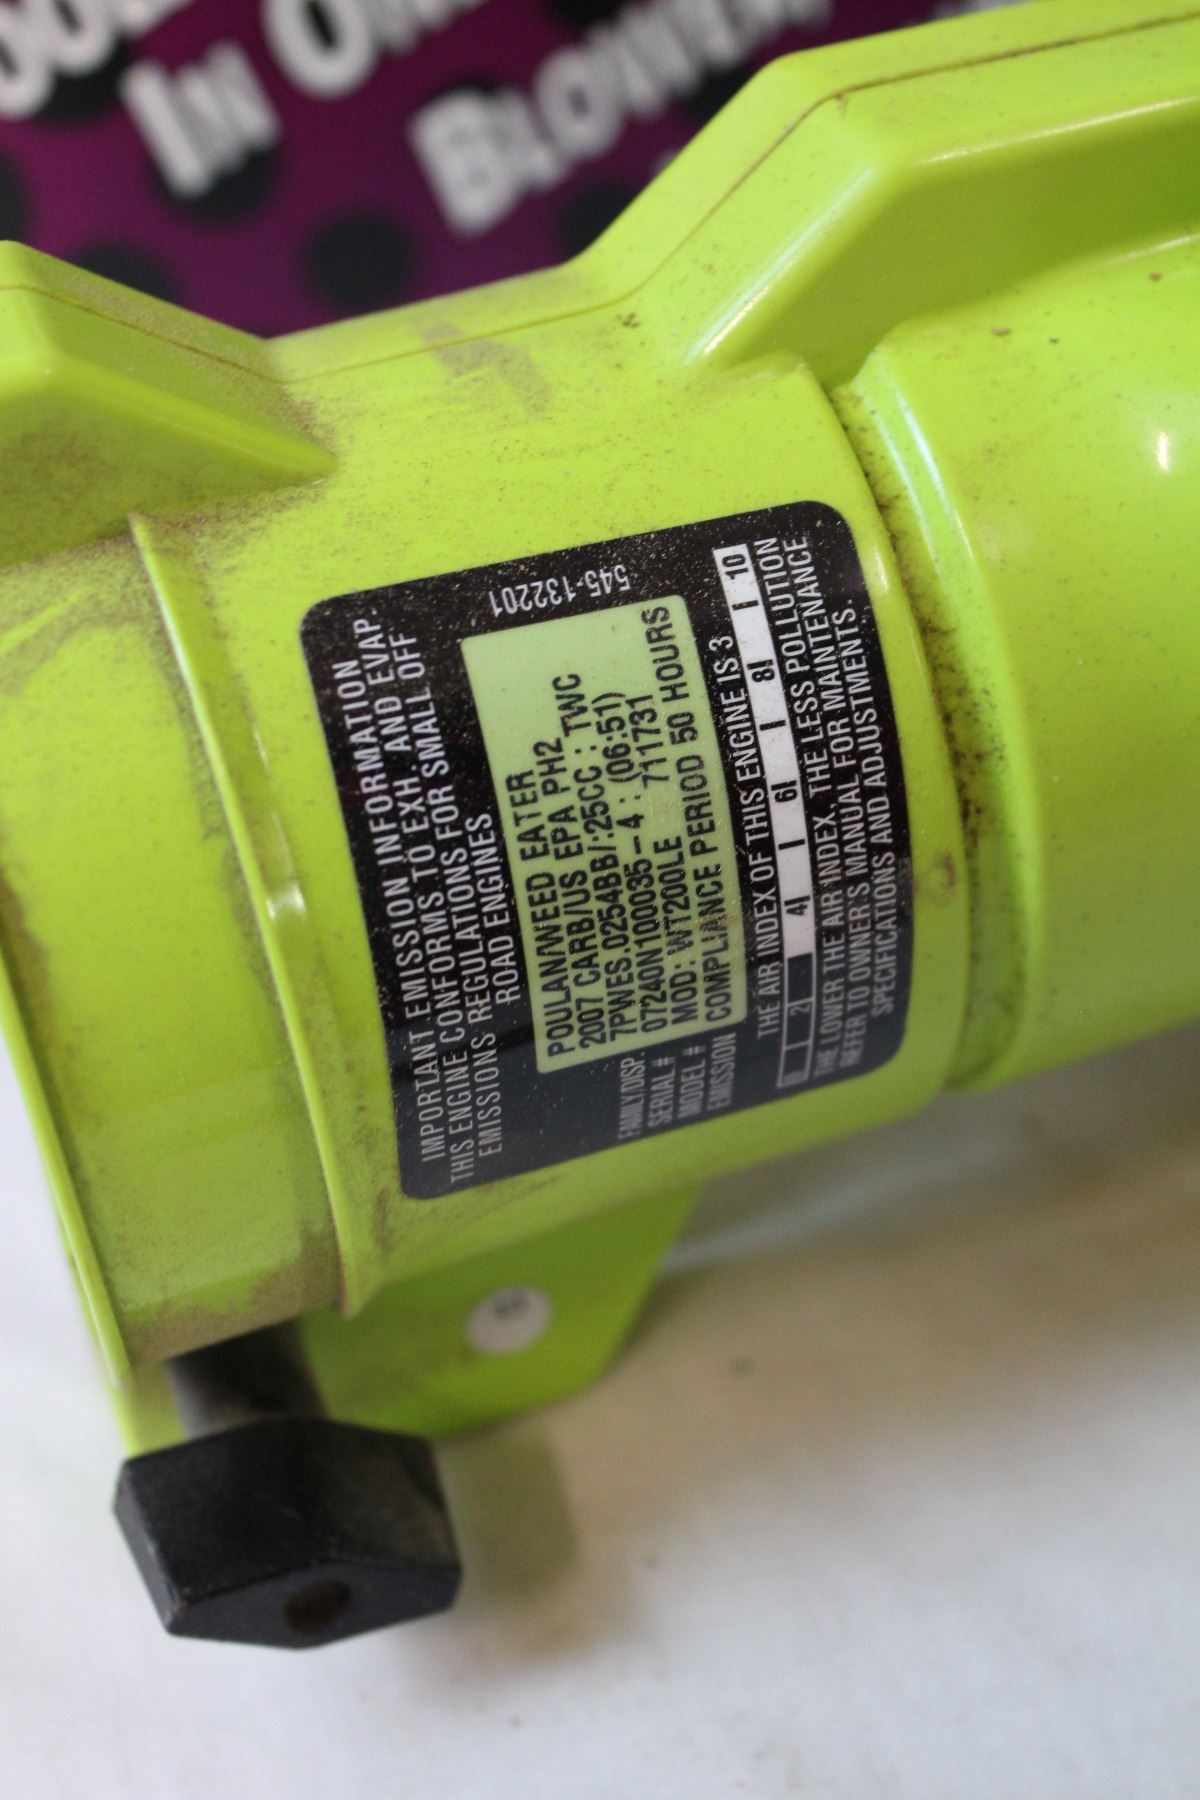 IN
IMPORTANT EMISSION INFORMATION
THIS ENGINE CONFORMS TO EXH. AND EVAP.
EMISSIONS REGULATIONS FOR SMALL OFF
ROAD ENGINES
545-132201
POULAN/WEED EATER
2007 CARB/US EPA PH2
FAMILY/DISP. 7PWES.0254BB/:25CC : TWC
SERIAL # 07240N100035-4 : (06:51)
MODEL # MOD: WT200LE 711731
EMISSION COMPLIANCE PERIOD 50 HOURS
THE AIR INDEX OF THIS ENGINE IS 3
0 2 4 6 8 10
THE LOWER THE AIR INDEX, THE LESS POLLUTION
REFER TO OWNER'S MANUAL FOR MAINTENANCE
SPECIFICATIONS AND ADJUSTMENTS.